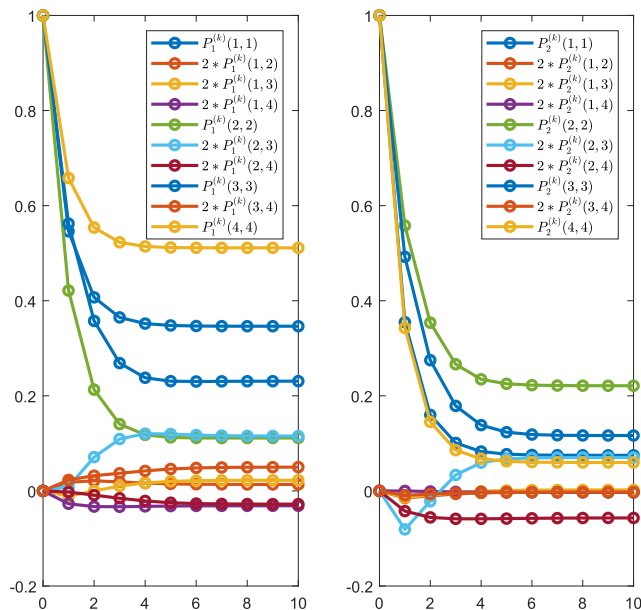 1
0.8
0.6
0.4
0.2
0
-0.2
0 2 4 6 8 10
P_1^{(k)}(1,1)
2 * P_1^{(k)}(1,2)
2 * P_1^{(k)}(1,3)
2 * P_1^{(k)}(1,4)
P_1^{(k)}(2,2)
2 * P_1^{(k)}(2,3)
2 * P_1^{(k)}(2,4)
P_1^{(k)}(3,3)
2 * P_1^{(k)}(3,4)
P_1^{(k)}(4,4)
1
0.8
0.6
0.4
0.2
0
-0.2
0 2 4 6 8 10
P_2^{(k)}(1,1)
2 * P_2^{(k)}(1,2)
2 * P_2^{(k)}(1,3)
2 * P_2^{(k)}(1,4)
P_2^{(k)}(2,2)
2 * P_2^{(k)}(2,3)
2 * P_2^{(k)}(2,4)
P_2^{(k)}(3,3)
2 * P_2^{(k)}(3,4)
P_2^{(k)}(4,4)